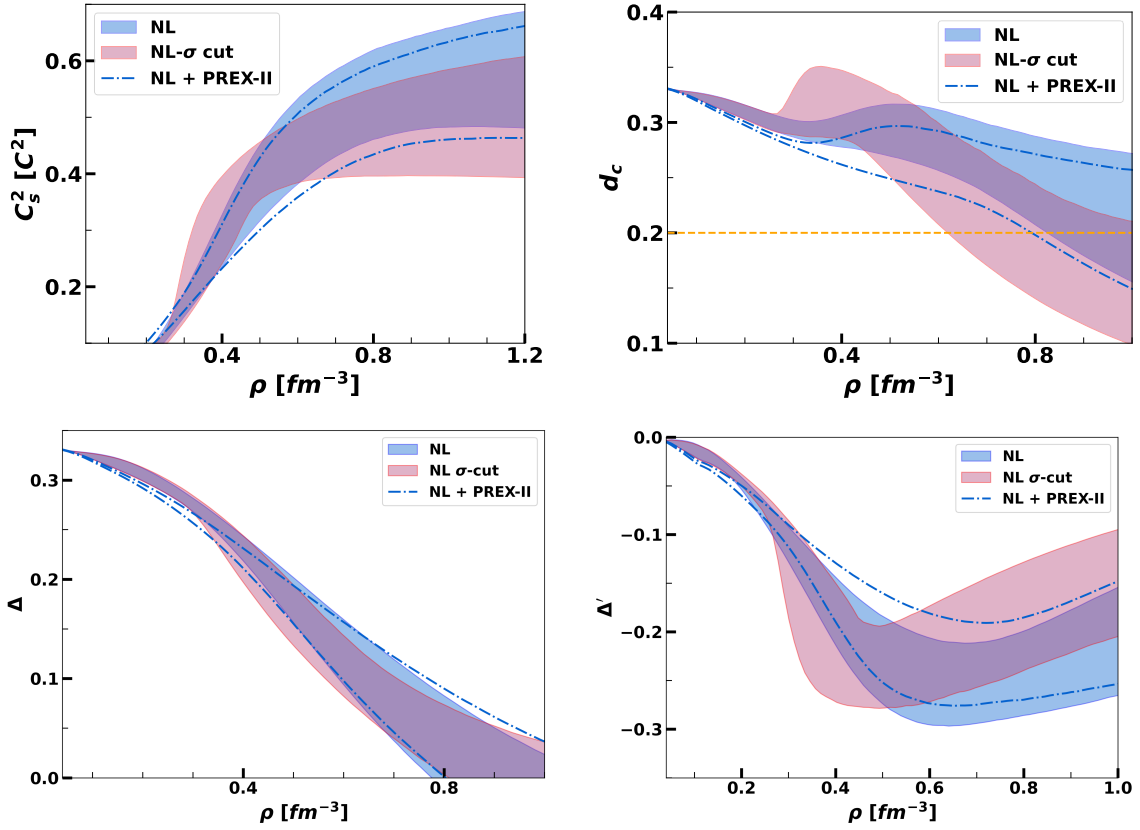 NL
NL-σ cut
NL + PREX-II
C_s^2 [C^2]
0.6
0.4
0.2
0.4 0.8 1.2
ρ [fm^{-3}]
NL
NL-σ cut
NL + PREX-II
d_c
0.4
0.3
0.2
0.1
0.4 0.8
ρ [fm^{-3}]
NL
NL σ-cut
NL + PREX-II
Δ
0.3
0.2
0.1
0.0
0.4 0.8
ρ [fm^{-3}]
NL
NL σ-cut
NL + PREX-II
Δ′
0.0
−0.1
−0.2
−0.3
0.2 0.4 0.6 0.8 1.0
ρ [fm^{-3}]